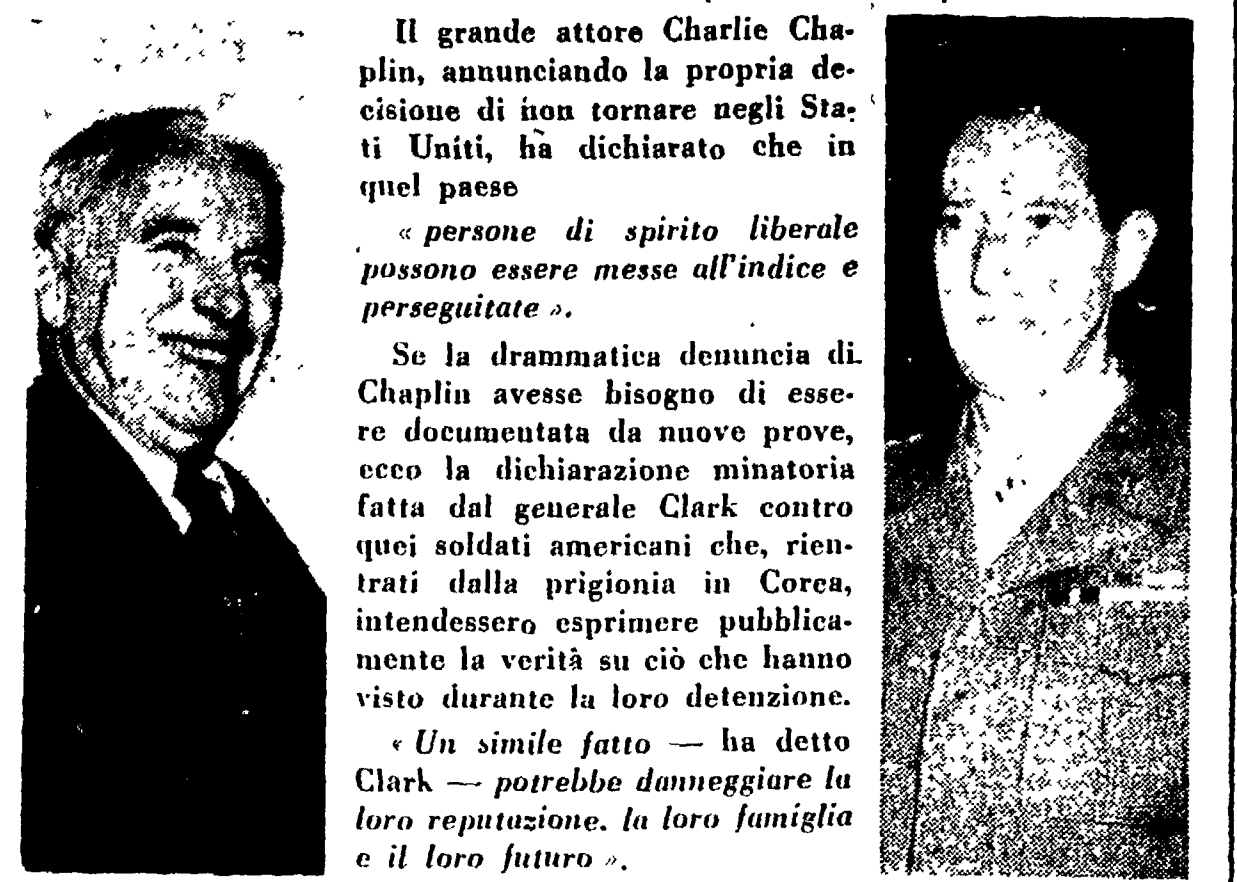 Il grande attore Charlie Cha-
plin, annunciando la propria de-
cisione di non tornare negli Sta-
ti Uniti, ha dichiarato che in
quel paese
« persone di spirito liberale
possono essere messe all'indice e
perseguitate ».
Se la drammatica denuncia di
Chaplin avesse bisogno di esse-
re documentata da nuove prove,
ecco la dichiarazione minatoria
fatta dal generale Clark contro
quei soldati americani che, rien-
trati dalla prigionia in Corea,
intendessero esprimere pubblica-
mente la verità su ciò che hanno
visto durante la loro detenzione.
« Un simile fatto — ha detto
Clark — potrebbe danneggiare la
loro reputazione. la loro famiglia
e il loro futuro ».